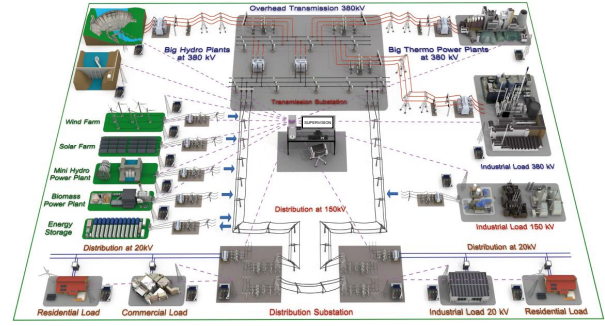 Overhead Transmission 380kV
Big Hydro Plants
at 380 kV
Big Thermo Power Plants
at 380 kV
Transmission Substation
SUPERVISION
Wind Farm
Solar Farm
Mini Hydro
Power Plant
Biomass
Power Plant
Energy
Storage
Industrial Load 380 kV
Distribution at 150kV
Industrial Load 150 kV
Distribution at 20kV
Distribution at 20kV
Residential Load
Commercial Load
Distribution Substation
Industrial Load 20 kV
Residential Load